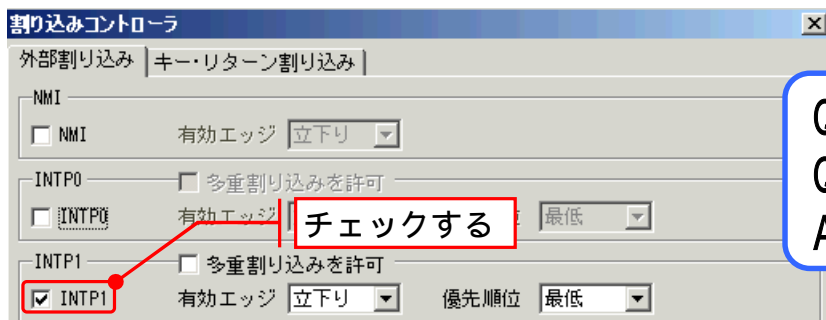 割り込みコントローラ
外部割り込み キー・リターン割り込み
NMI
NMI 有効エッジ 立下り
INTP0 多重割り込みを許可
INTP0 有効エッジ 最低
チェックする
INTP1 多重割り込みを許可
INTP1 有効エッジ 立下り 優先順位 最低